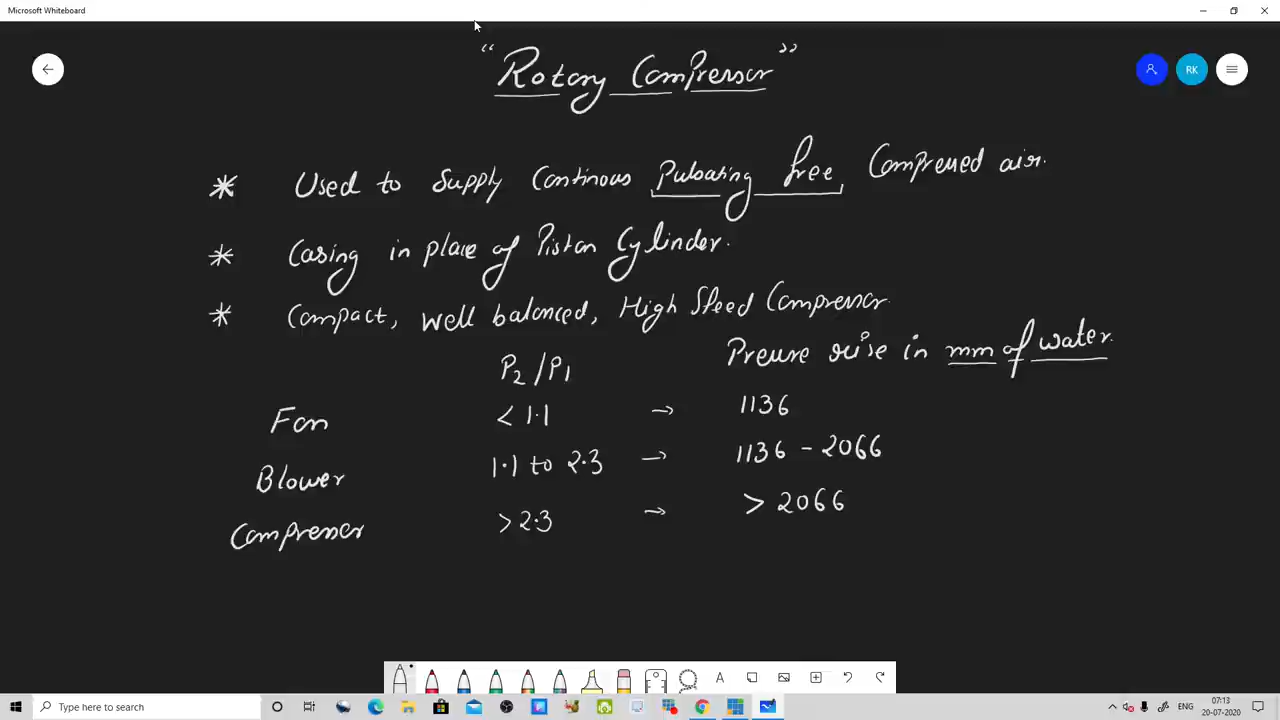 Microsoft Whiteboard
"Rotary Compressor"
RK
* Used to Supply Continous Pulsating free Compressed air.
* Casing in place of Piston Cylinder.
* Compact, well balanced, High Speed Compressor.
P2/P1 Pressure rise in mm of water.
Fan < 1.1 → 1136
Blower 1.1 to 2.3 → 1136 - 2066
Compressor > 2.3 → > 2066
Type here to search
ENG
07:13
20-07-2020